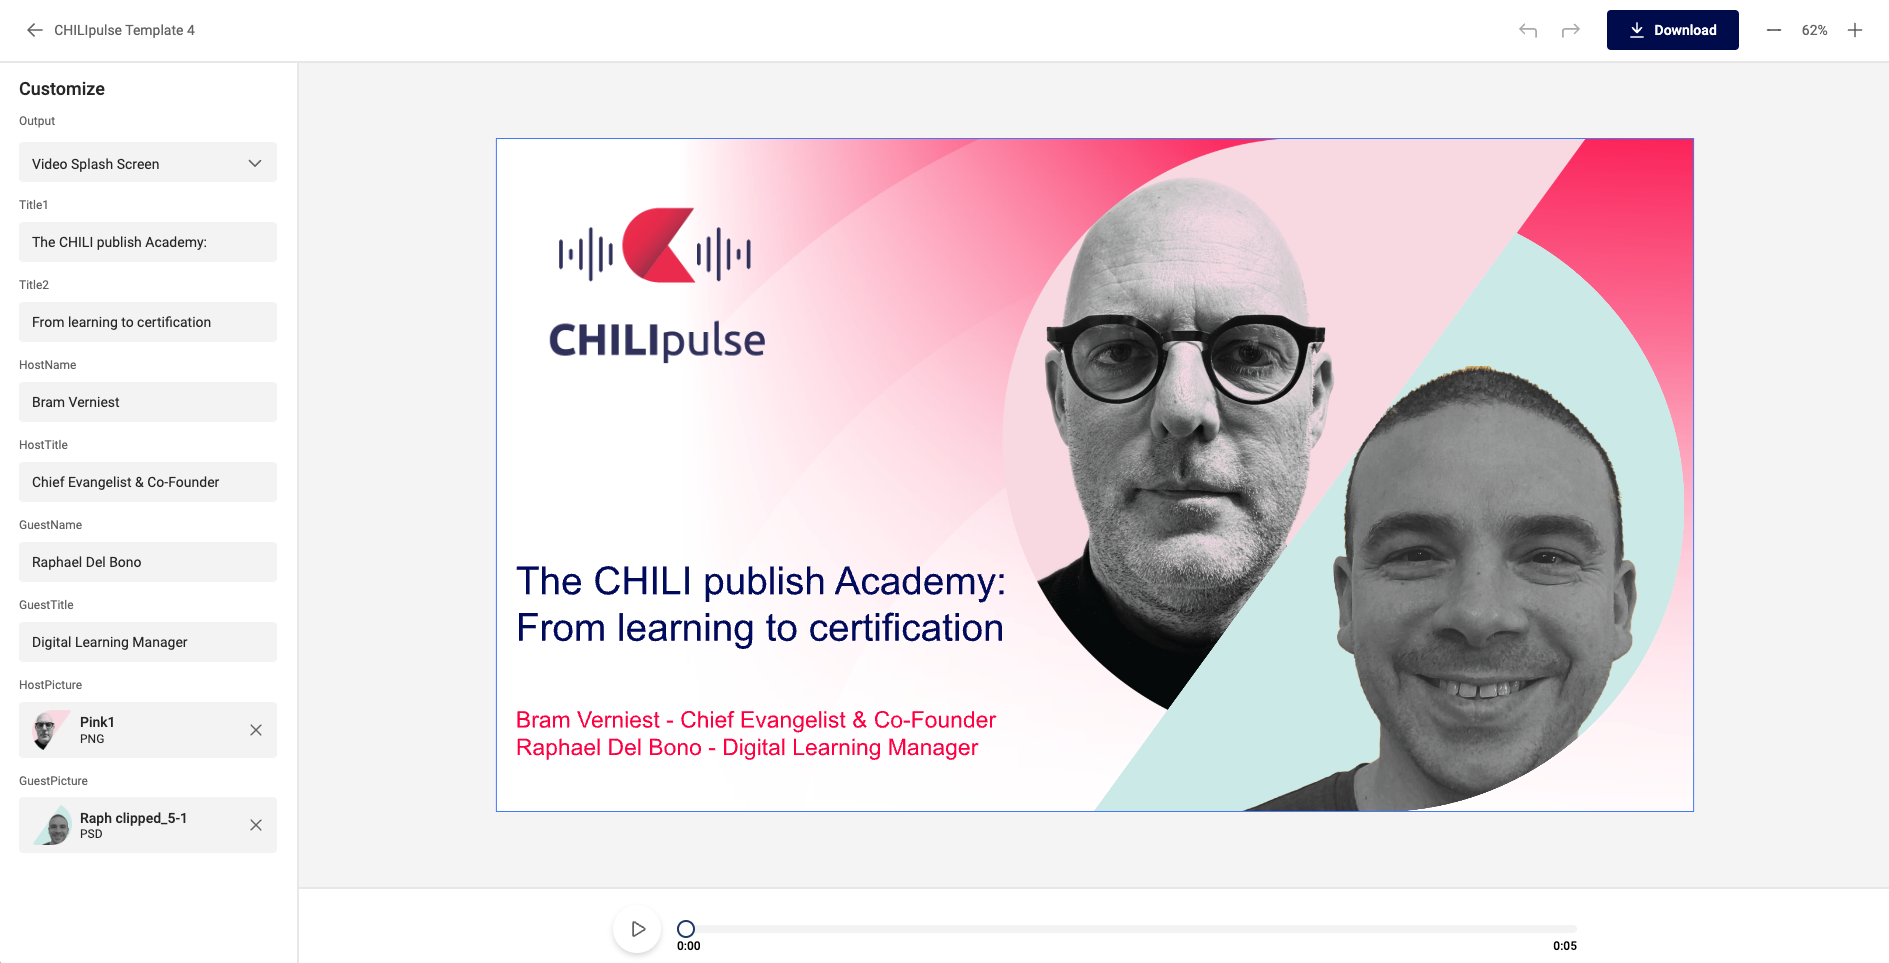 CHILIpulse Template 4
Download
62%
Customize
Output
Video Splash Screen
Title1
The CHILI publish Academy:
Title2
From learning to certification
HostName
Bram Verniest
HostTitle
Chief Evangelist & Co-Founder
GuestName
Raphael Del Bono
GuestTitle
Digital Learning Manager
HostPicture
Pink1
PNG
GuestPicture
Raph clipped_5-1
PSD
CHILIpulse
The CHILI publish Academy:
From learning to certification
Bram Verniest - Chief Evangelist & Co-Founder
Raphael Del Bono - Digital Learning Manager
0:00
0:05